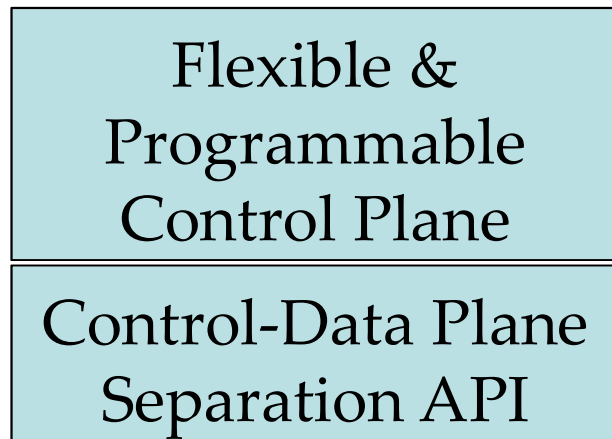 Flexible &
Programmable
Control Plane
Control-Data Plane
Separation API